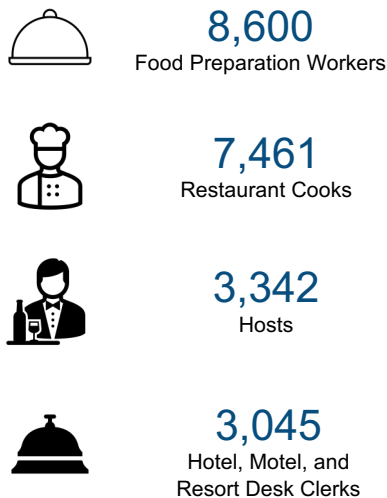 8,600
Food Preparation Workers
7,461
Restaurant Cooks
3,342
Hosts
3,045
Hotel, Motel, and
Resort Desk Clerks